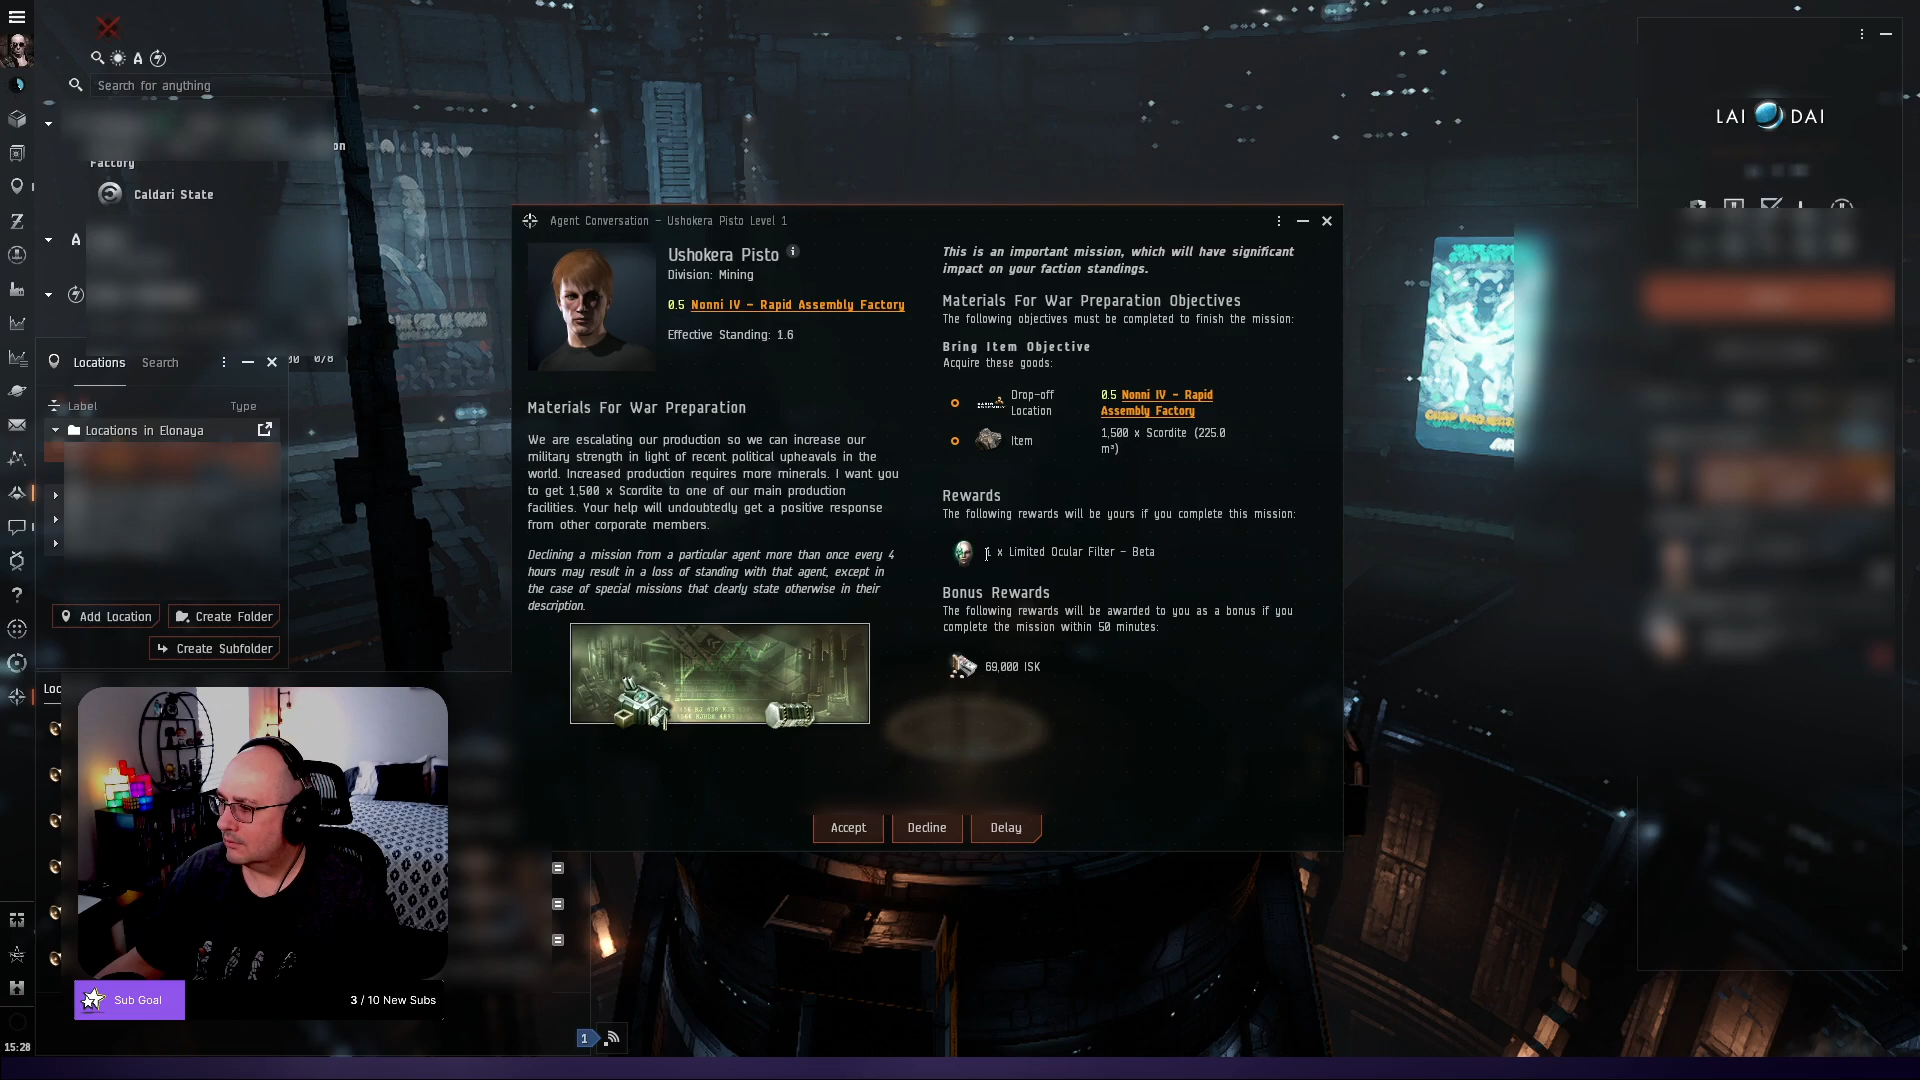 A
Search for anything
on
Factory
Caldari State
A
00 0/8
Locations
Search
Label
Type
Locations in Elonaya
Add Location
Create Folder
Create Subfolder
Loc
Sub Goal
3 / 10 New Subs
15:28
1
Agent Conversation – Ushokera Pisto Level 1
Ushokera Pisto
Division: Mining
0.5 Nonni IV – Rapid Assembly Factory
Effective Standing: 1.6
Materials For War Preparation
We are escalating our production so we can increase our
military strength in light of recent political upheavals in the
world. Increased production requires more minerals. I want you
to get 1,500 x Scordite to one of our main production
facilities. Your help will undoubtedly get a positive response
from other corporate members.
Declining a mission from a particular agent more than once every 4
hours may result in a loss of standing with that agent, except in
the case of special missions that clearly state otherwise in their
description.
This is an important mission, which will have significant
impact on your faction standings.
Materials For War Preparation Objectives
The following objectives must be completed to finish the mission:
Bring Item Objective
Acquire these goods:
Drop-off
Location
0.5 Nonni IV – Rapid
Assembly Factory
Item
1,500 x Scordite (225.0
m³)
Rewards
The following rewards will be yours if you complete this mission:
1 x Limited Ocular Filter – Beta
Bonus Rewards
The following rewards will be awarded to you as a bonus if you
complete the mission within 50 minutes:
69,000 ISK
Accept
Decline
Delay
LAI DAI